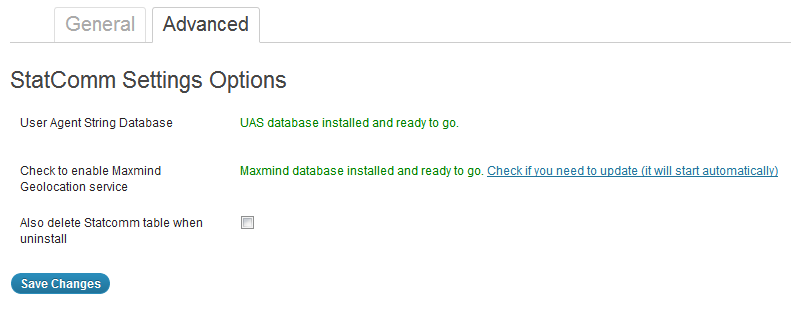 General Advanced
StatComm Settings Options
User Agent String Database UAS database installed and ready to go.
Check to enable Maxmind Maxmind database installed and ready to go. Check if you need to update (it will start automatically)
Geolocation service
Also delete Statcomm table when
uninstall
Save Changes